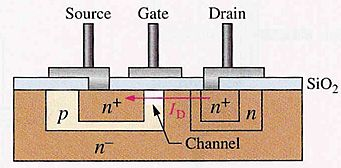 Source Gate Drain
SiO2
p n+ ID n+ n
n− Channel